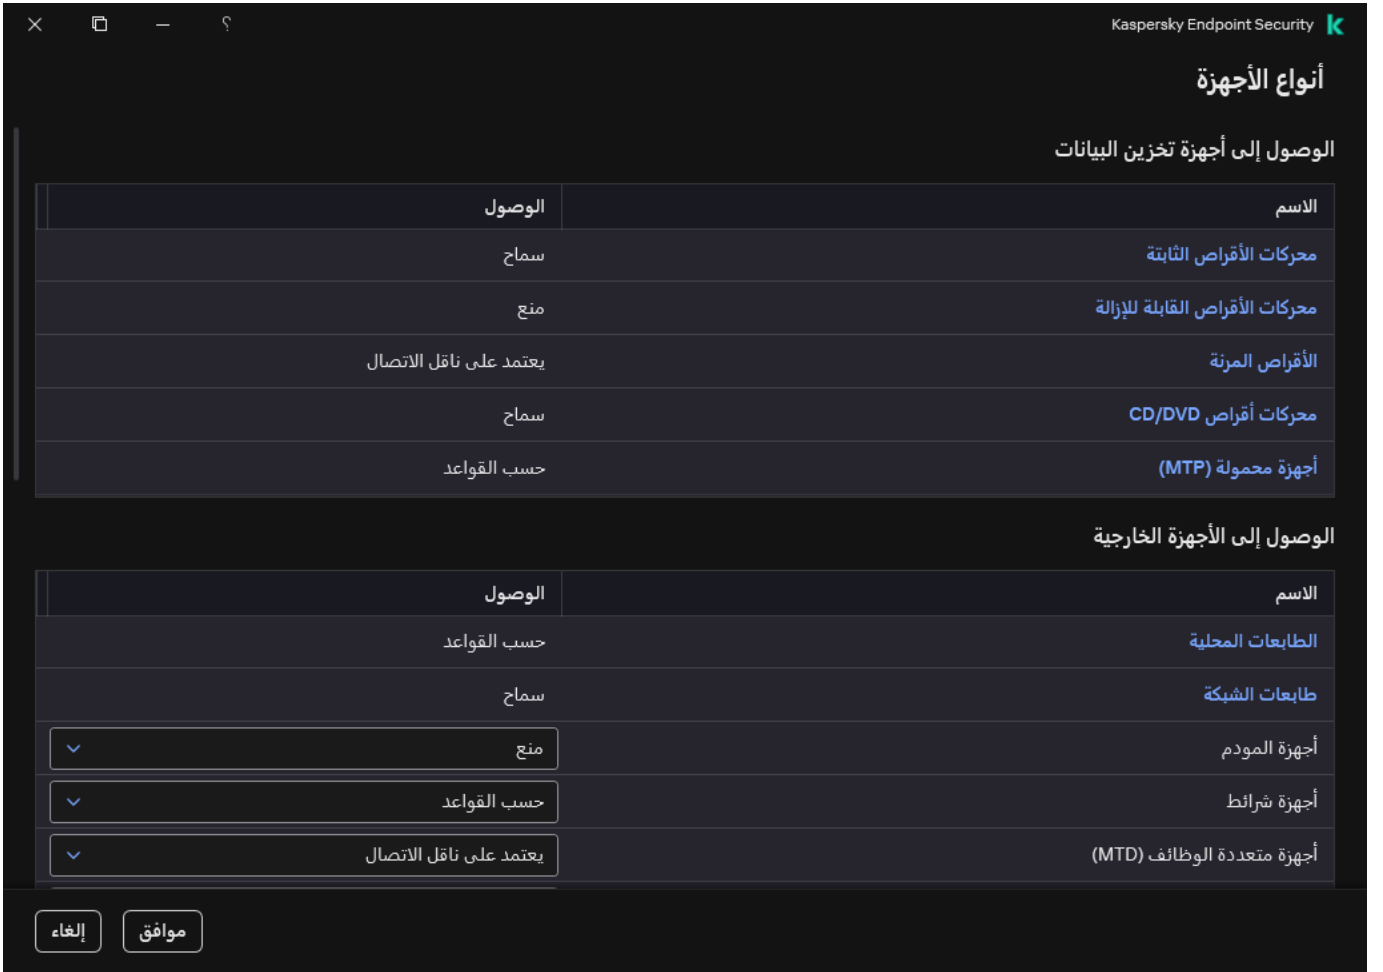 Kaspersky Endpoint Security
؟
أنواع الأجهزة
الوصول إلى أجهزة تخزين البيانات
الاسم الوصول
محركات الأقراص الثابتة سماح
محركات الأقراص القابلة للإزالة منع
الأقراص المرنة يعتمد على ناقل الاتصال
محركات أقراص CD/DVD سماح
أجهزة محمولة (MTP) حسب القواعد
الوصول إلى الأجهزة الخارجية
الاسم الوصول
الطابعات المحلية حسب القواعد
طابعات الشبكة سماح
أجهزة المودم منع
أجهزة شرائط حسب القواعد
أجهزة متعددة الوظائف (MTD) يعتمد على ناقل الاتصال
موافق إلغاء